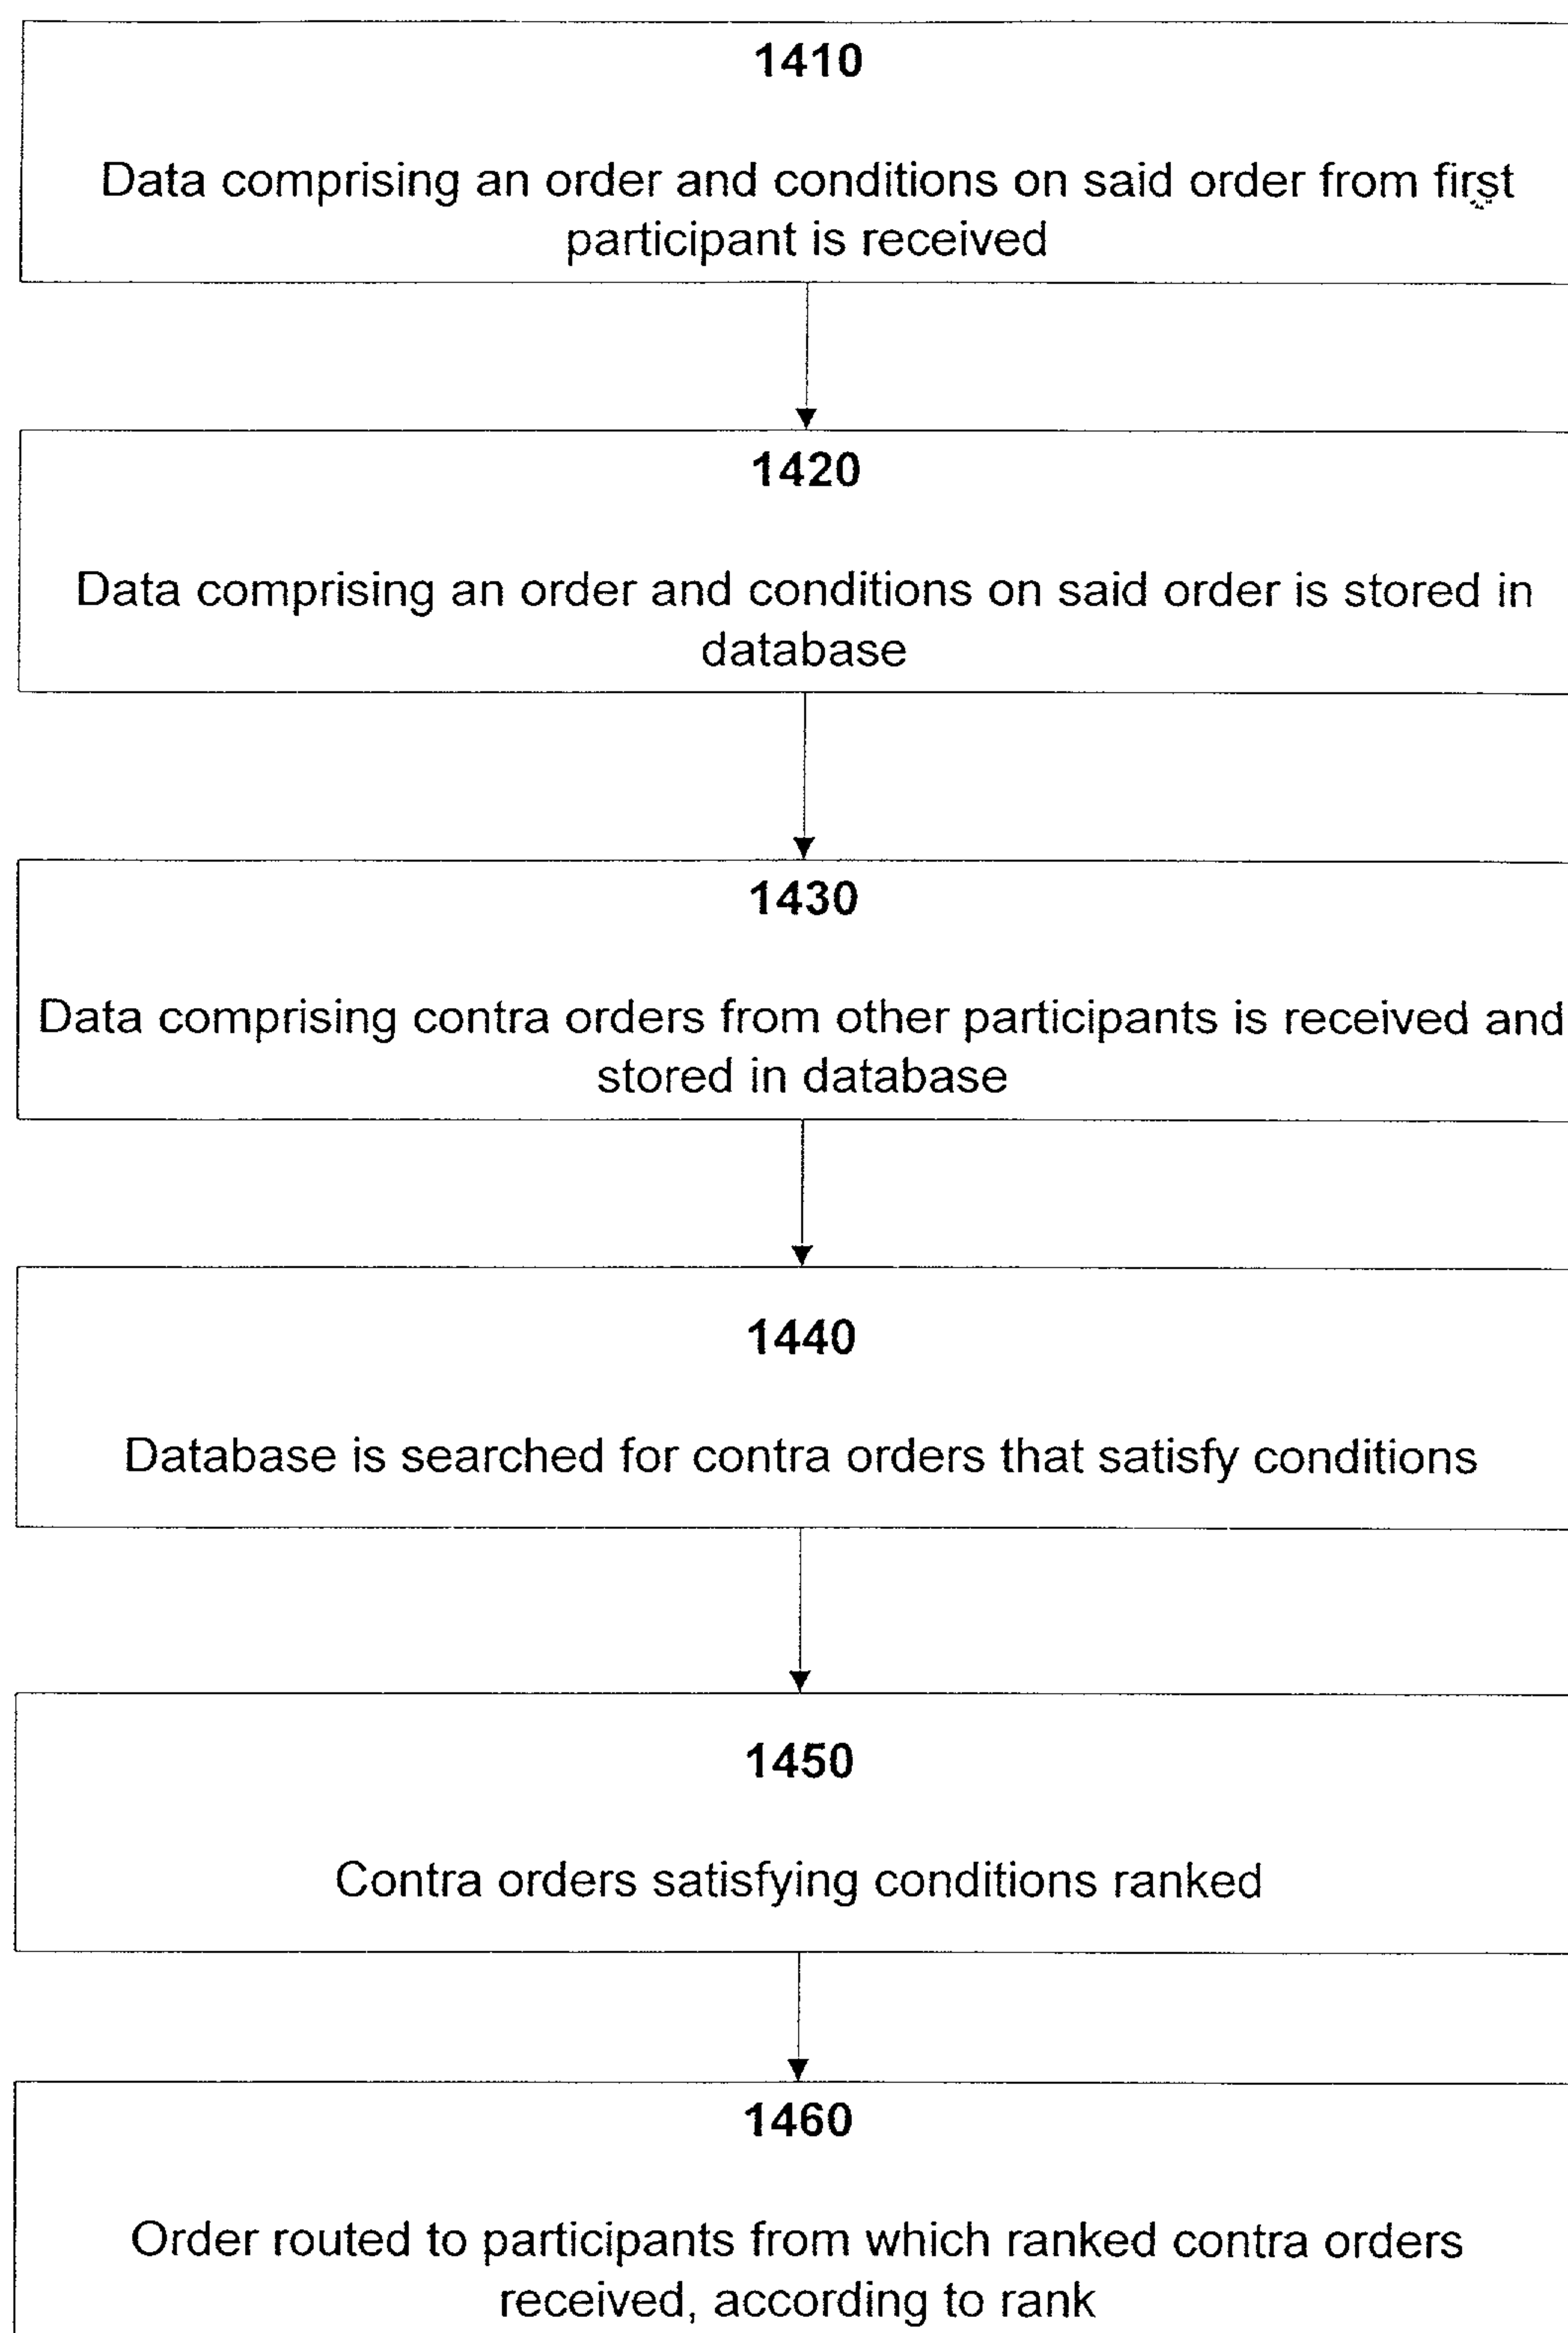 1410
Data comprising an order and conditions on said order from first
participant is received
1420
Data comprising an order and conditions on said order is stored in
database
1430
Data comprising contra orders from other participants is received and
stored in database
1440
Database is searched for contra orders that satisfy conditions
1450
Contra orders satisfying conditions ranked
1460
Order routed to participants from which ranked contra orders
received, according to rank